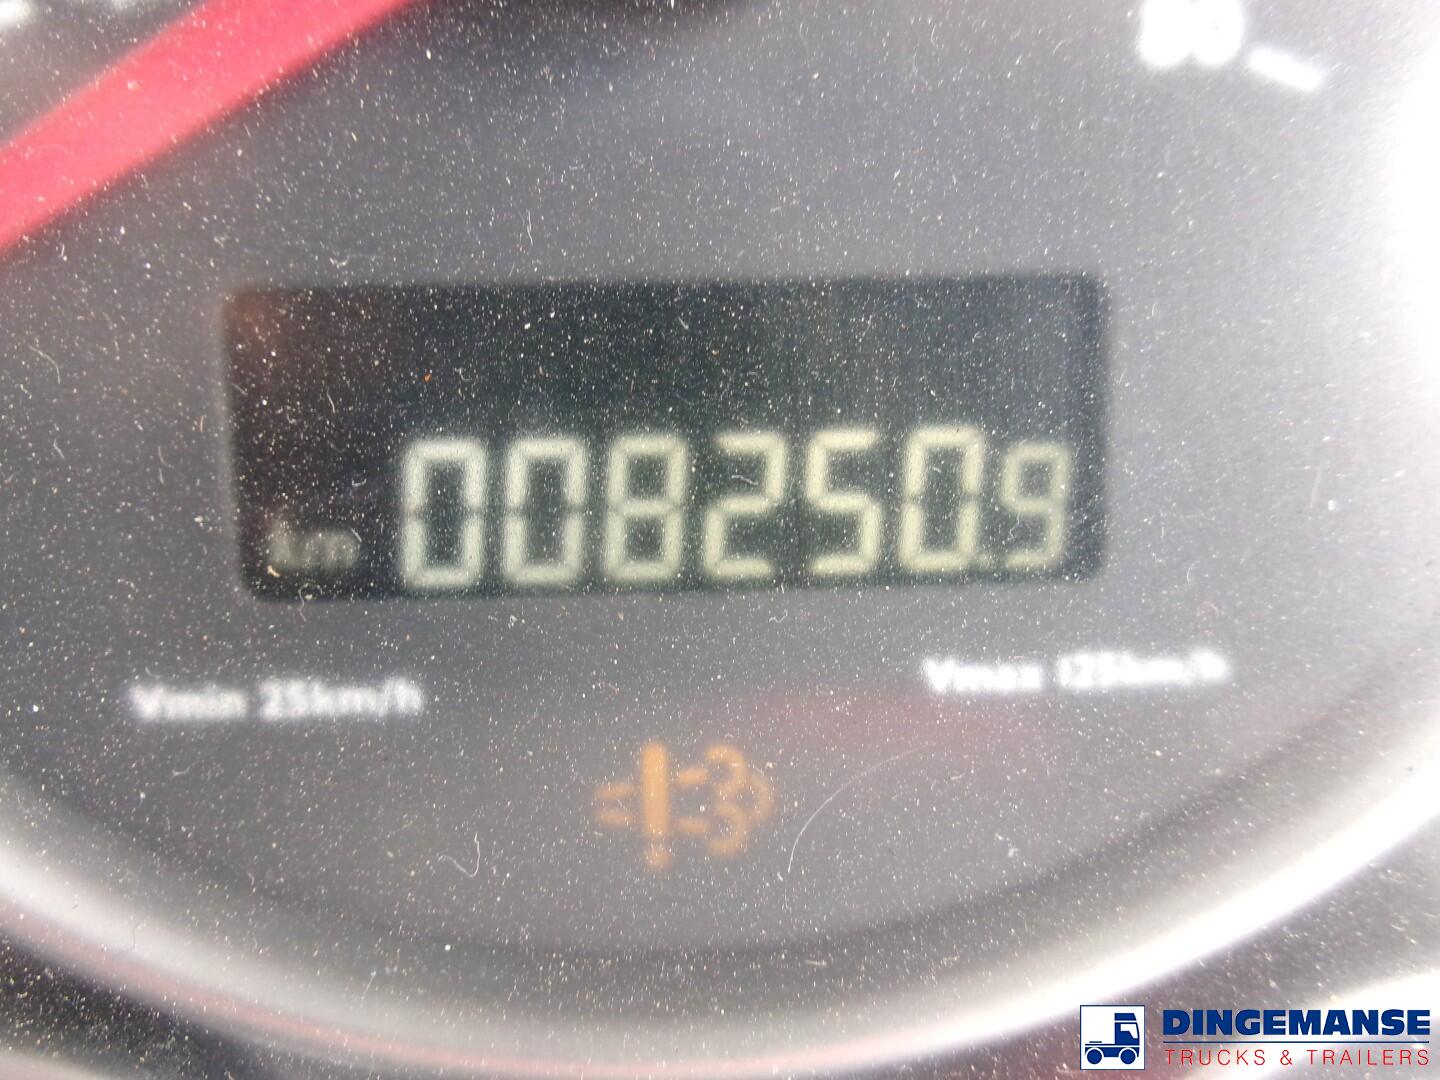 km 008250.9
Vmin 25km/h
Vmax 125km/h
DINGEMANSE
TRUCKS & TRAILERS